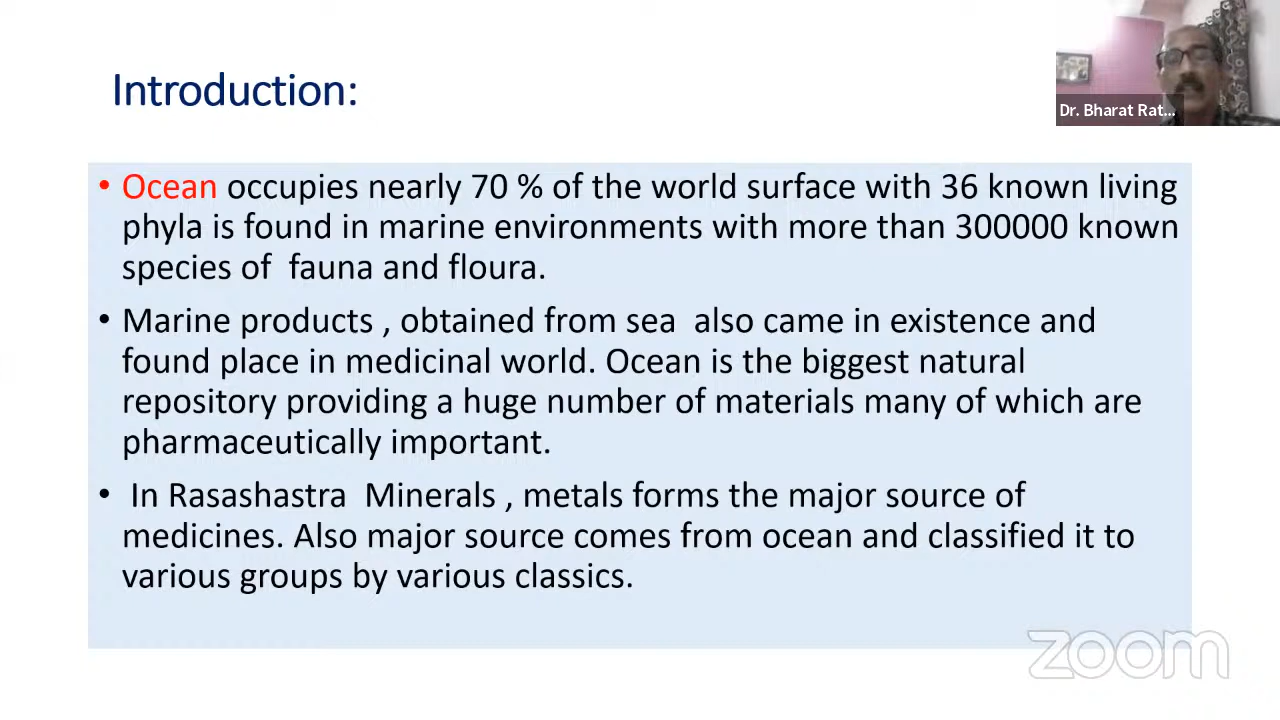 Introduction:
Dr. Bharat Rat...
• Ocean occupies nearly 70 % of the world surface with 36 known living
phyla is found in marine environments with more than 300000 known
species of fauna and floura.
• Marine products , obtained from sea also came in existence and
found place in medicinal world. Ocean is the biggest natural
repository providing a huge number of materials many of which are
pharmaceutically important.
• In Rasashastra Minerals , metals forms the major source of
medicines. Also major source comes from ocean and classified it to
various groups by various classics.
zoom